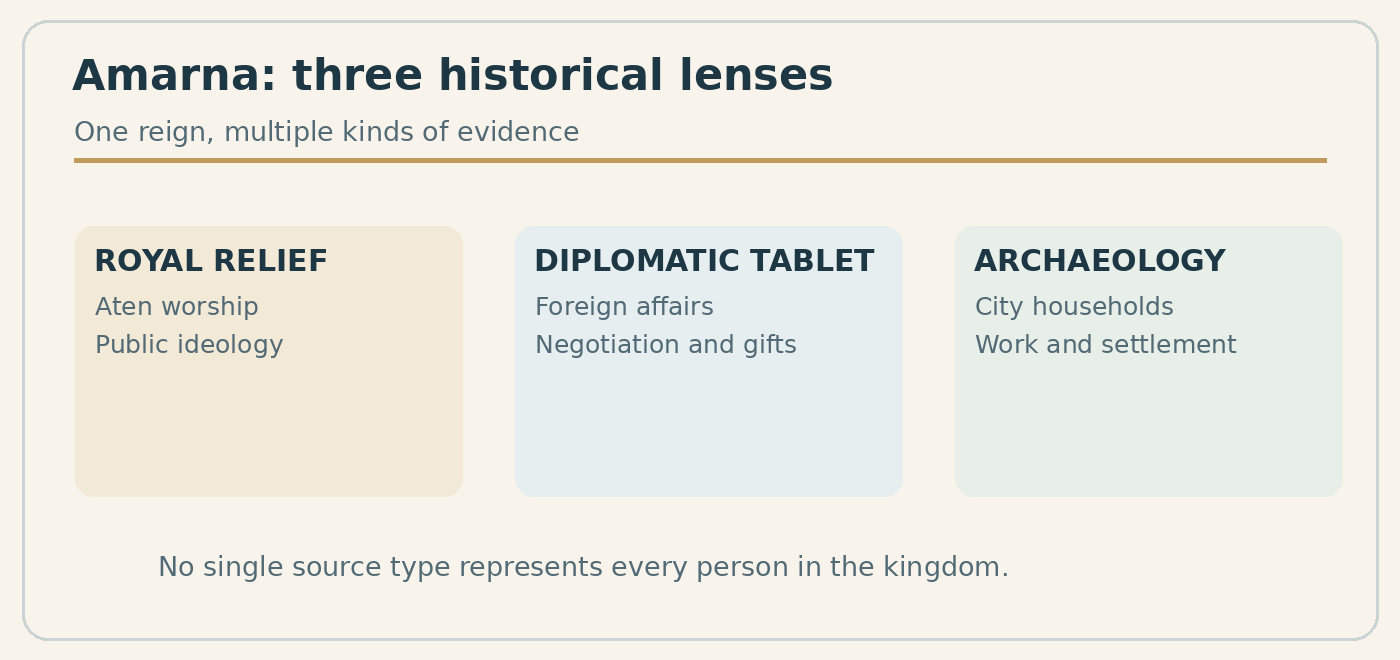 Amarna: three historical lenses
One reign, multiple kinds of evidence
ROYAL RELIEF
Aten worship
Public ideology
DIPLOMATIC TABLET
Foreign affairs
Negotiation and gifts
ARCHAEOLOGY
City households
Work and settlement
No single source type represents every person in the kingdom.